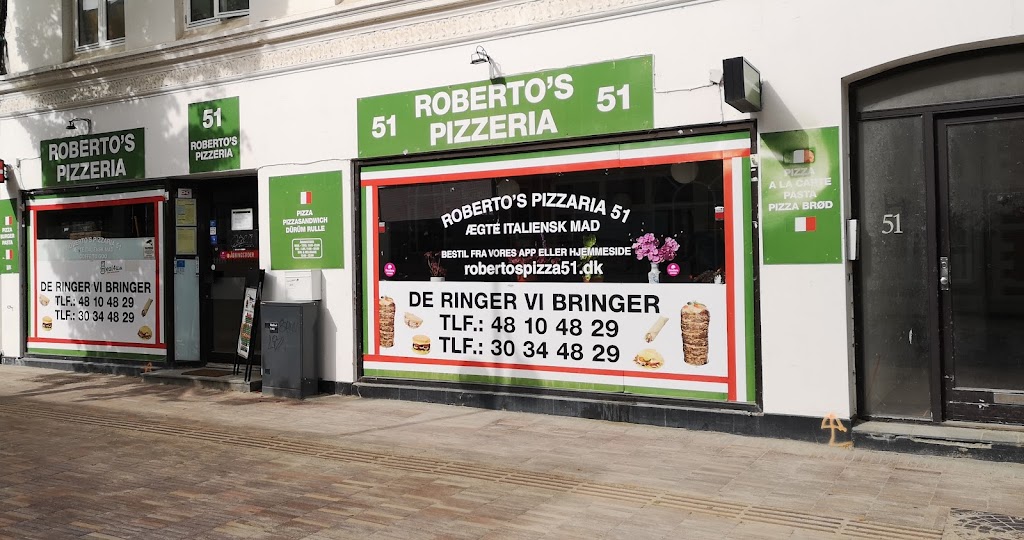 ROBERTO'S
PIZZERIA
51
ROBERTO'S
PIZZERIA
51
ROBERTO'S
PIZZERIA
51
PIZZA
BURGER
PASTA
DE RINGER VI BRINGER
TLF.: 48 10 48 29
TLF.: 30 34 48 29
PIZZA
PIZZASANDWICH
DÜRÜM RULLE
ROBERTO'S PIZZARIA 51
ÆGTE ITALIENSK MAD
BESTIL FRA VORES APP ELLER HJEMMESIDE
robertospizza51.dk
DE RINGER VI BRINGER
TLF.: 48 10 48 29
TLF.: 30 34 48 29
PIZZA
A LA CARTE
PASTA
PIZZA BRØD
51